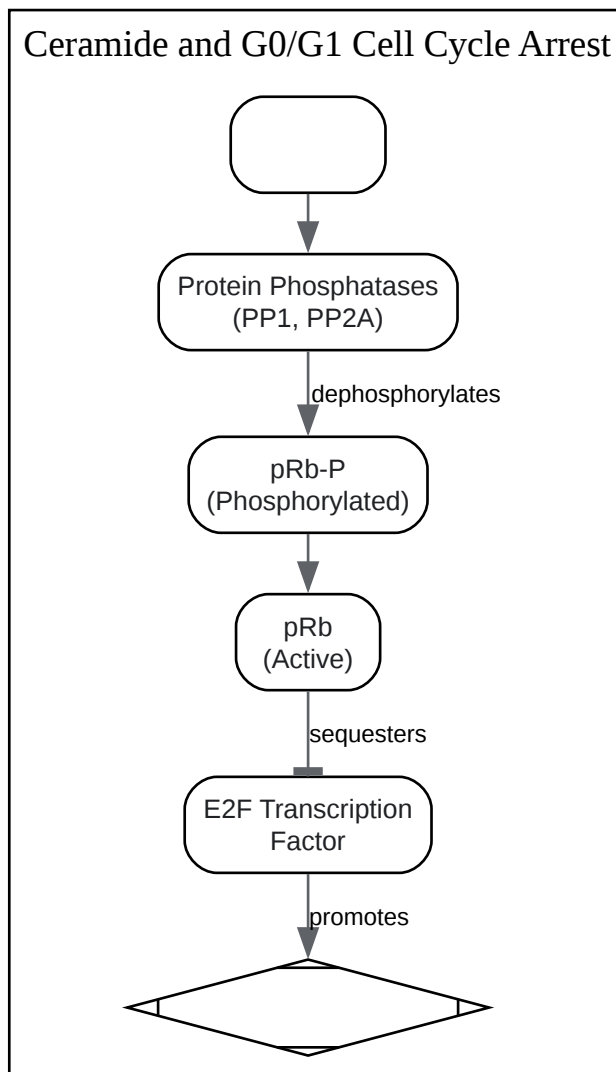 Ceramide and G0/G1 Cell Cycle Arrest
Protein Phosphatases
(PP1, PP2A)
dephosphorylates
pRb-P
(Phosphorylated)
pRb
(Active)
sequesters
E2F Transcription
Factor
promotes